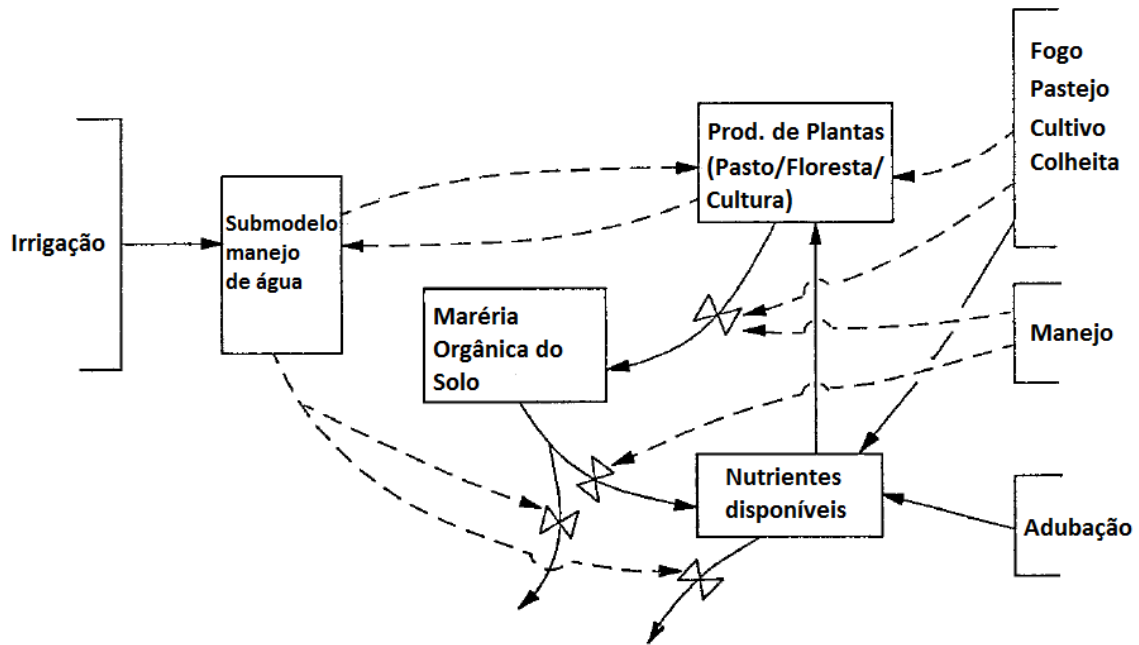 Fogo
Pastejo
Cultivo
Colheita
Prod. de Plantas
(Pasto/Floresta/
Cultura)
Irrigação
Submodelo
manejo
de água
Maréria
Orgânica do
Solo
Manejo
Nutrientes
disponíveis
Adubação